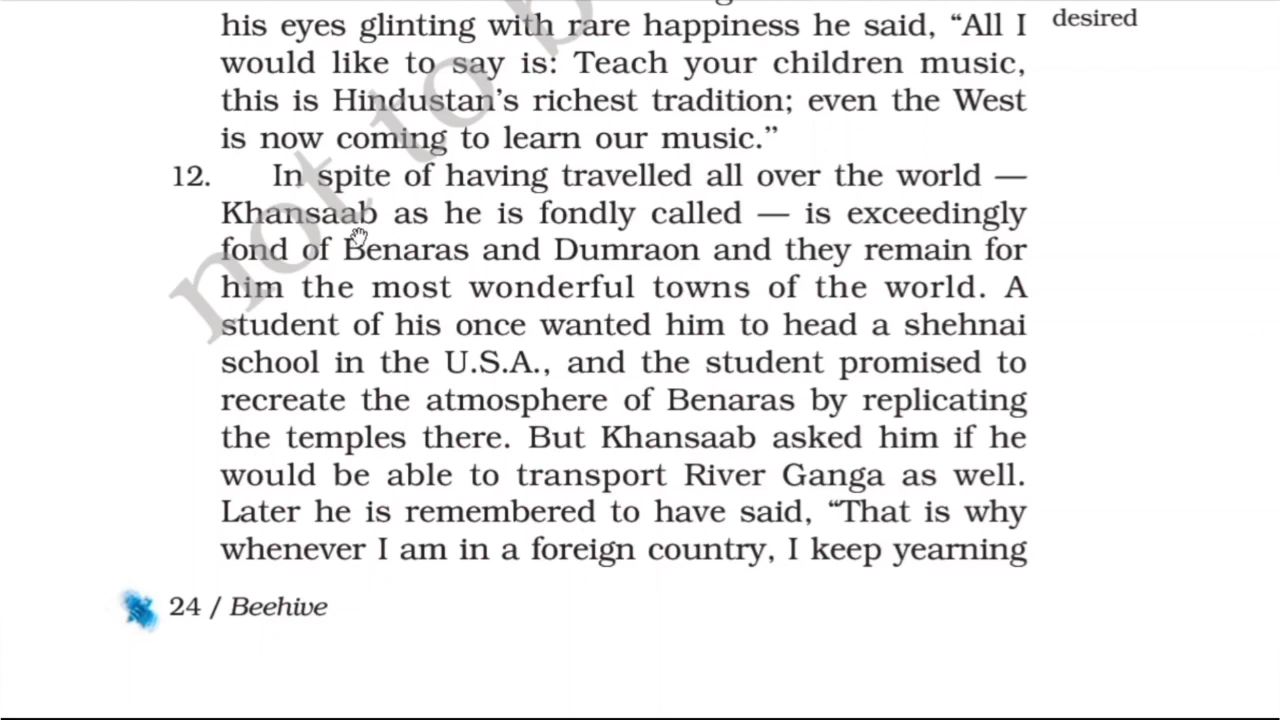 his eyes glinting with rare happiness he said, “All I
desired
would like to say is: Teach your children music,
this is Hindustan’s richest tradition; even the West
is now coming to learn our music.”
12. In spite of having travelled all over the world —
Khansaab as he is fondly called — is exceedingly
fond of Benaras and Dumraon and they remain for
him the most wonderful towns of the world. A
student of his once wanted him to head a shehnai
school in the U.S.A., and the student promised to
recreate the atmosphere of Benaras by replicating
the temples there. But Khansaab asked him if he
would be able to transport River Ganga as well.
Later he is remembered to have said, “That is why
whenever I am in a foreign country, I keep yearning
24 / Beehive
not to b